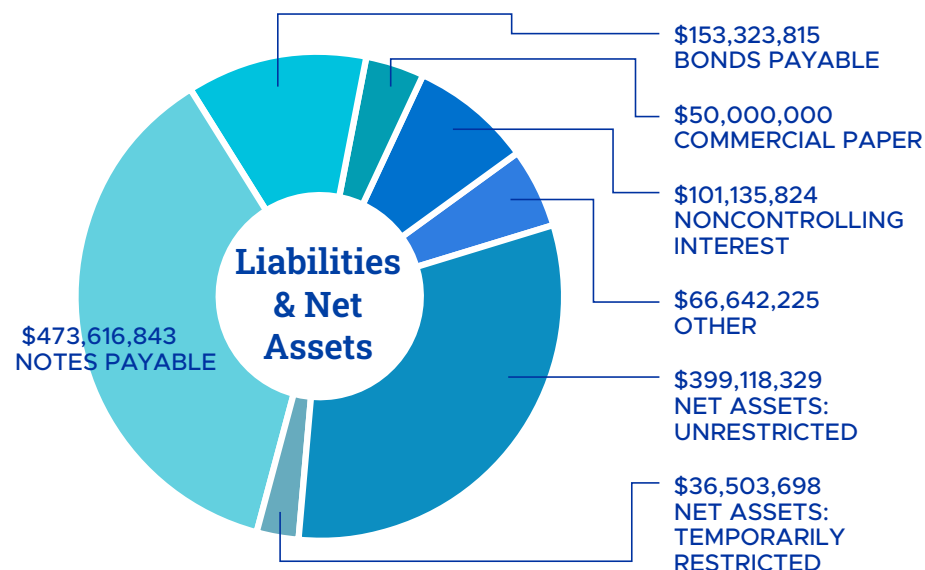 $153,323,815
BONDS PAYABLE
$50,000,000
COMMERCIAL PAPER
$101,135,824
NONCONTROLLING
INTEREST
Liabilities
& Net
Assets
$66,642,225
OTHER
$473,616,843
NOTES PAYABLE
$399,118,329
NET ASSETS:
UNRESTRICTED
$36,503,698
NET ASSETS:
TEMPORARILY
RESTRICTED